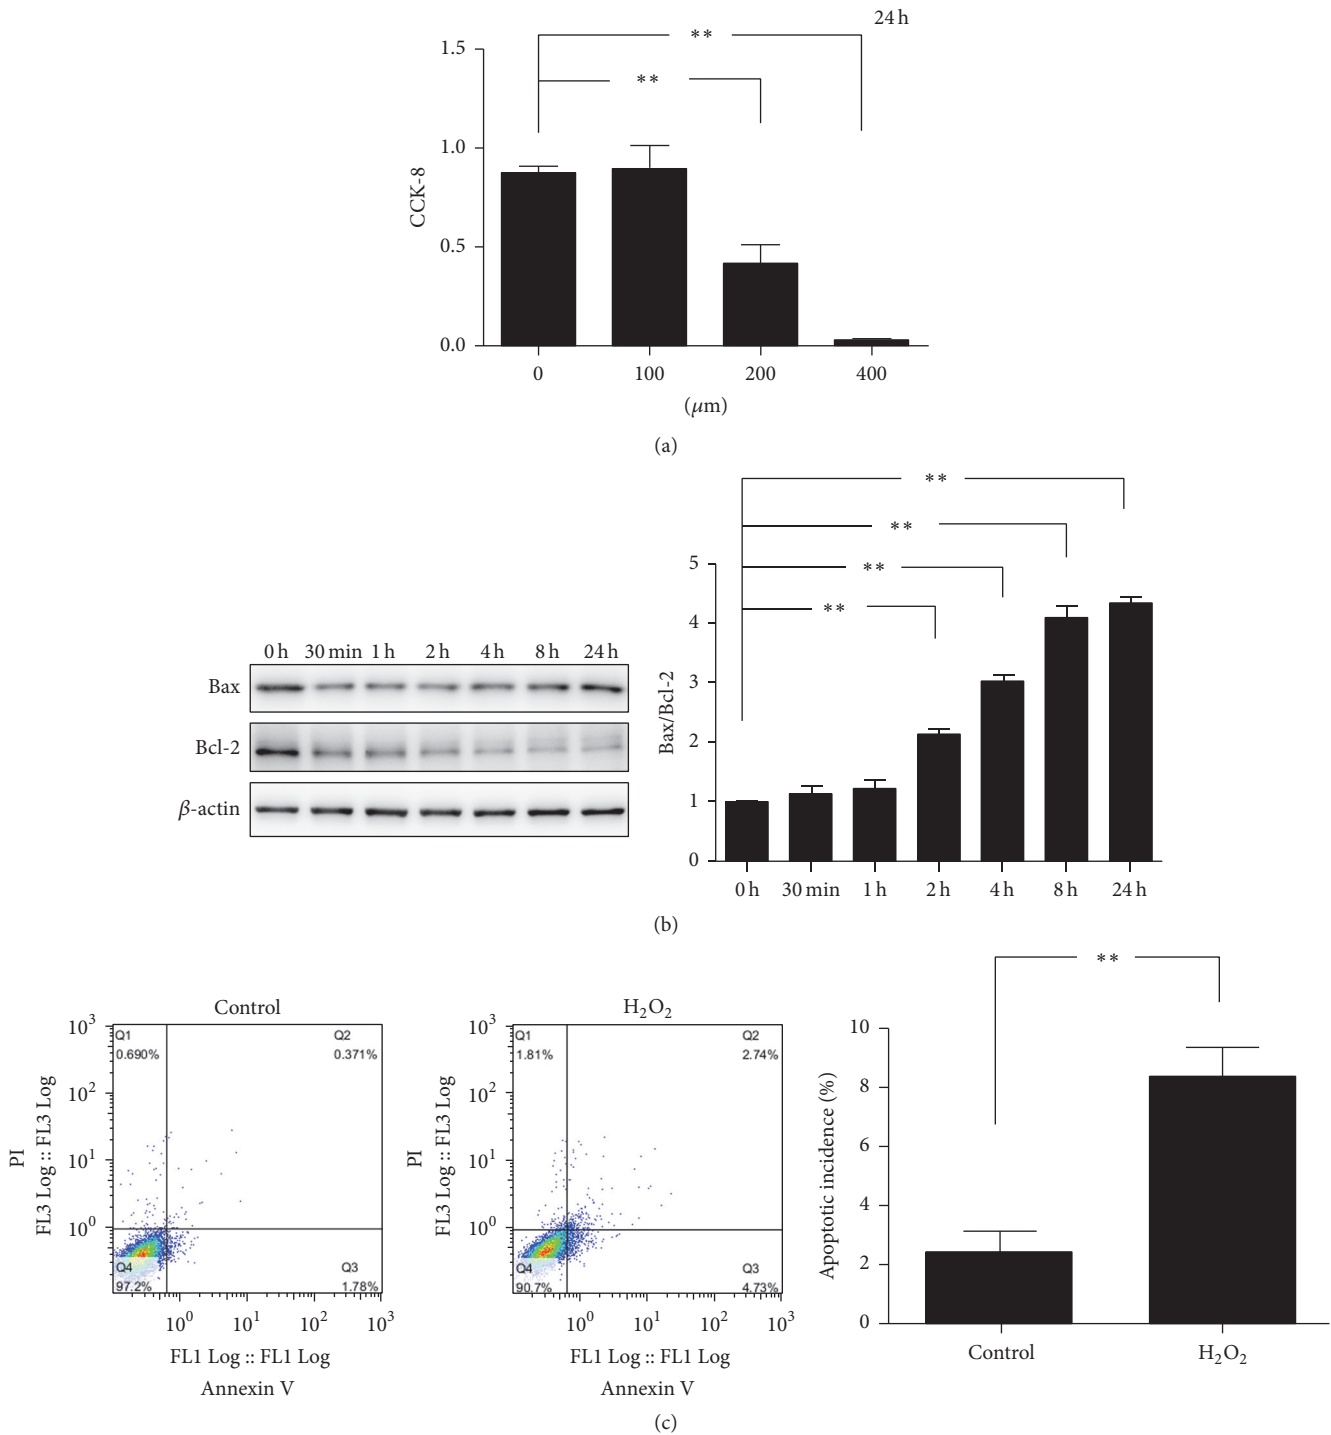 24 h
**
**
1.5
1.0
0.5
0.0
CCK-8
0 100 200 400
(μm)
(a)
**
**
**
**
0 h 30 min 1 h 2 h 4 h 8 h 24 h
Bax
Bcl-2
β-actin
5
4
3
2
1
0
Bax/Bcl-2
0 h 30 min 1 h 2 h 4 h 8 h 24 h
(b)
Control
10³
10²
10¹
10⁰
PI
FL3 Log :: FL3 Log
Q1
0.690%
Q2
0.371%
Q4
97.2%
Q3
1.78%
10⁰ 10¹ 10² 10³
FL1 Log :: FL1 Log
Annexin V
H₂O₂
10³
10²
10¹
10⁰
PI
FL3 Log :: FL3 Log
Q1
1.81%
Q2
2.74%
Q4
90.7%
Q3
4.73%
10⁰ 10¹ 10² 10³
FL1 Log :: FL1 Log
Annexin V
**
10
8
6
4
2
0
Apoptotic incidence (%)
Control H₂O₂
(c)